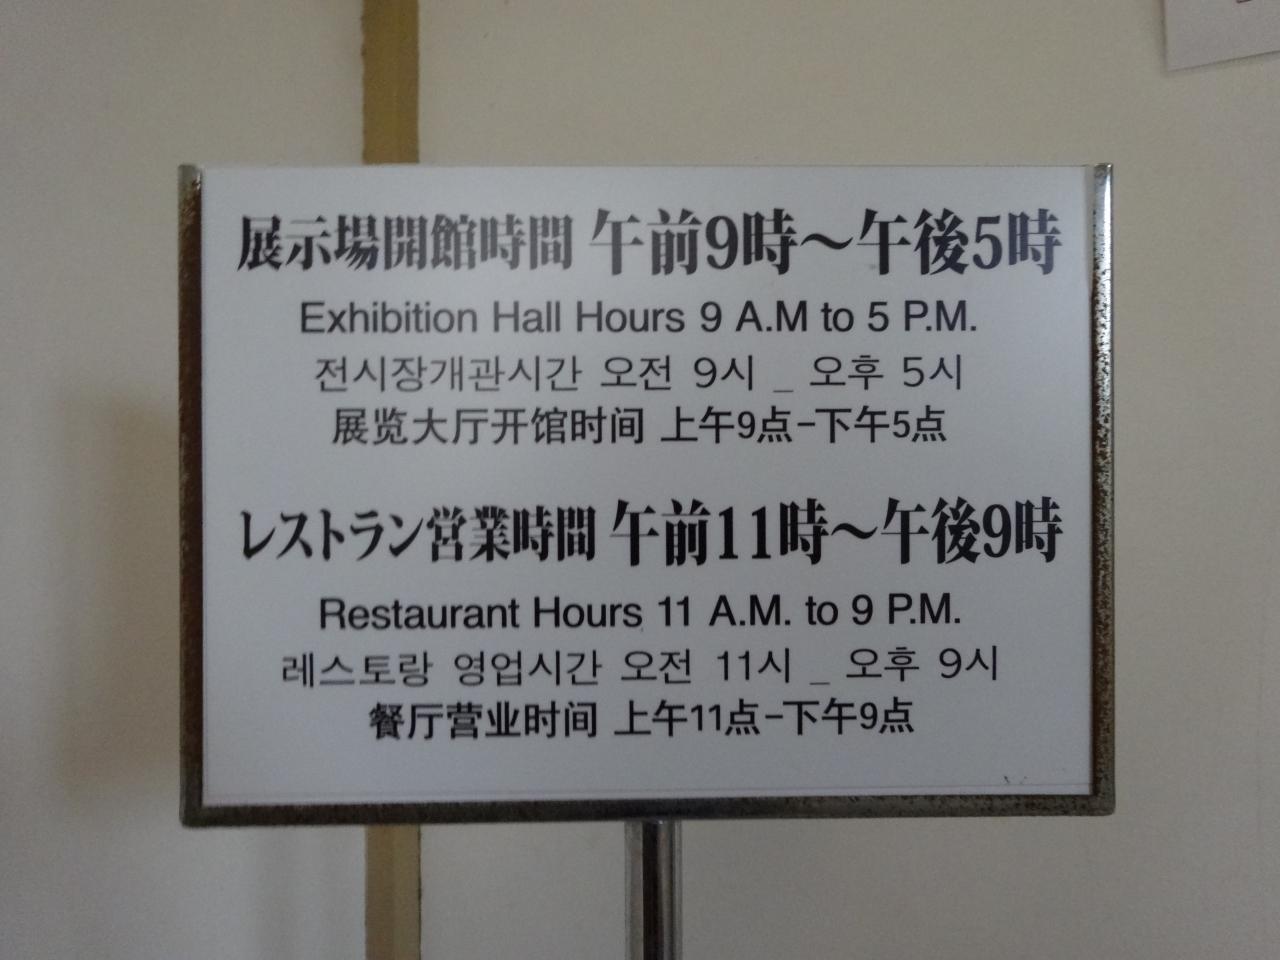 展示場開館時間 午前9時～午後5時
Exhibition Hall Hours 9 A.M to 5 P.M.
전시장개관시간 오전 9시 _ 오후 5시
展览大厅开馆时间 上午9点-下午5点
レストラン営業時間 午前11時～午後9時
Restaurant Hours 11 A.M. to 9 P.M.
레스토랑 영업시간 오전 11시 _ 오후 9시
餐厅营业时间 上午11点-下午9点